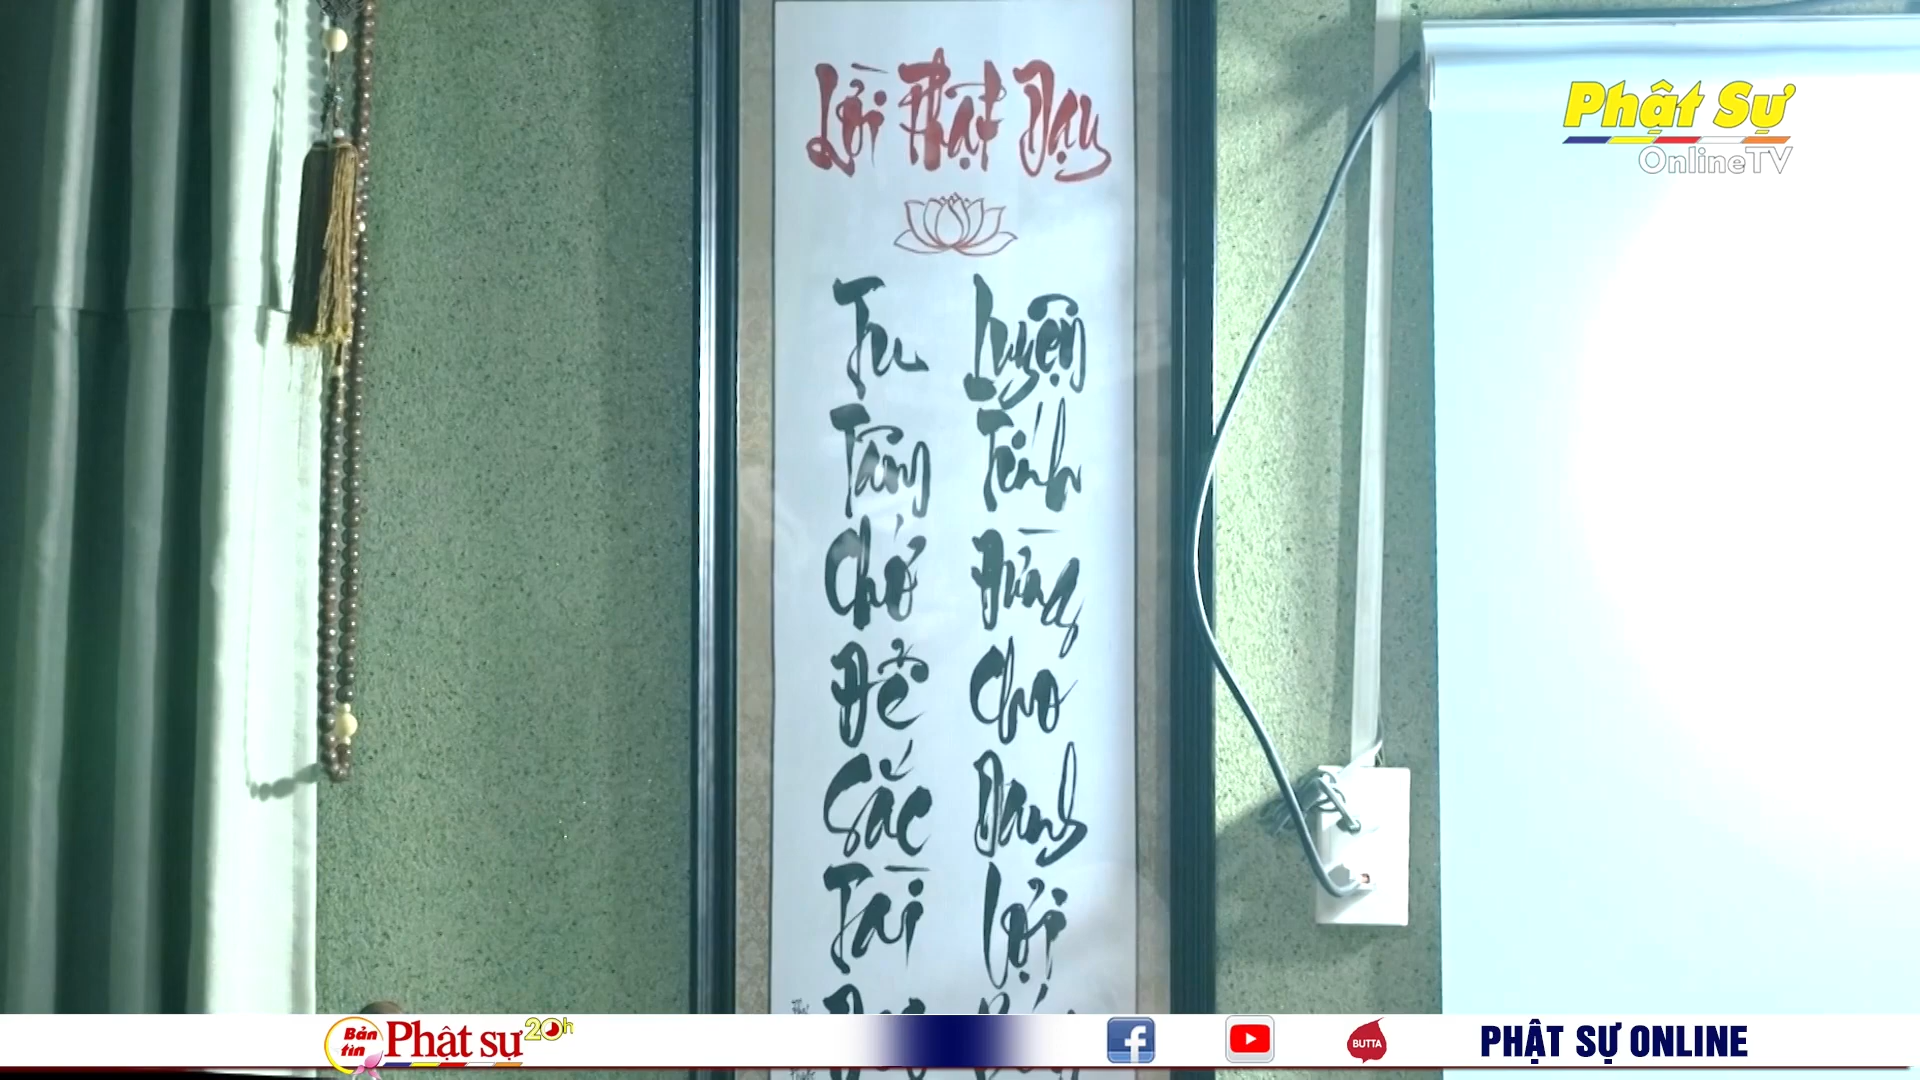 Lời Phật Dạy
Tu Luyện
Tâm Tính
Chớ Đừng
Để Cho
Sắc Danh
Tài Lợi
Phật Sự
OnlineTV
Bản tin Phật sự 20h
BUTTA
PHẬT SỰ ONLINE